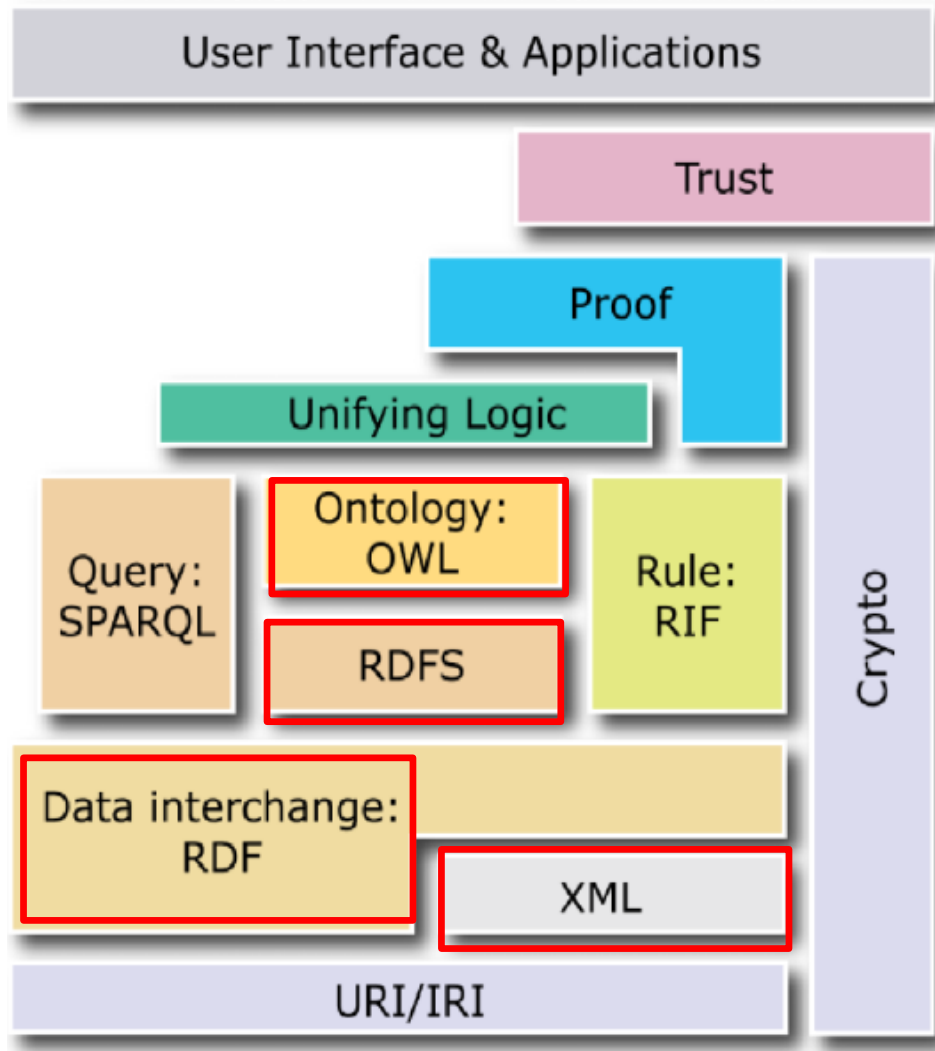 User Interface & Applications
Trust
Proof
Unifying Logic
Query:
SPARQL
Ontology:
OWL
RDFS
Rule:
RIF
Crypto
Data interchange:
RDF
XML
URI/IRI